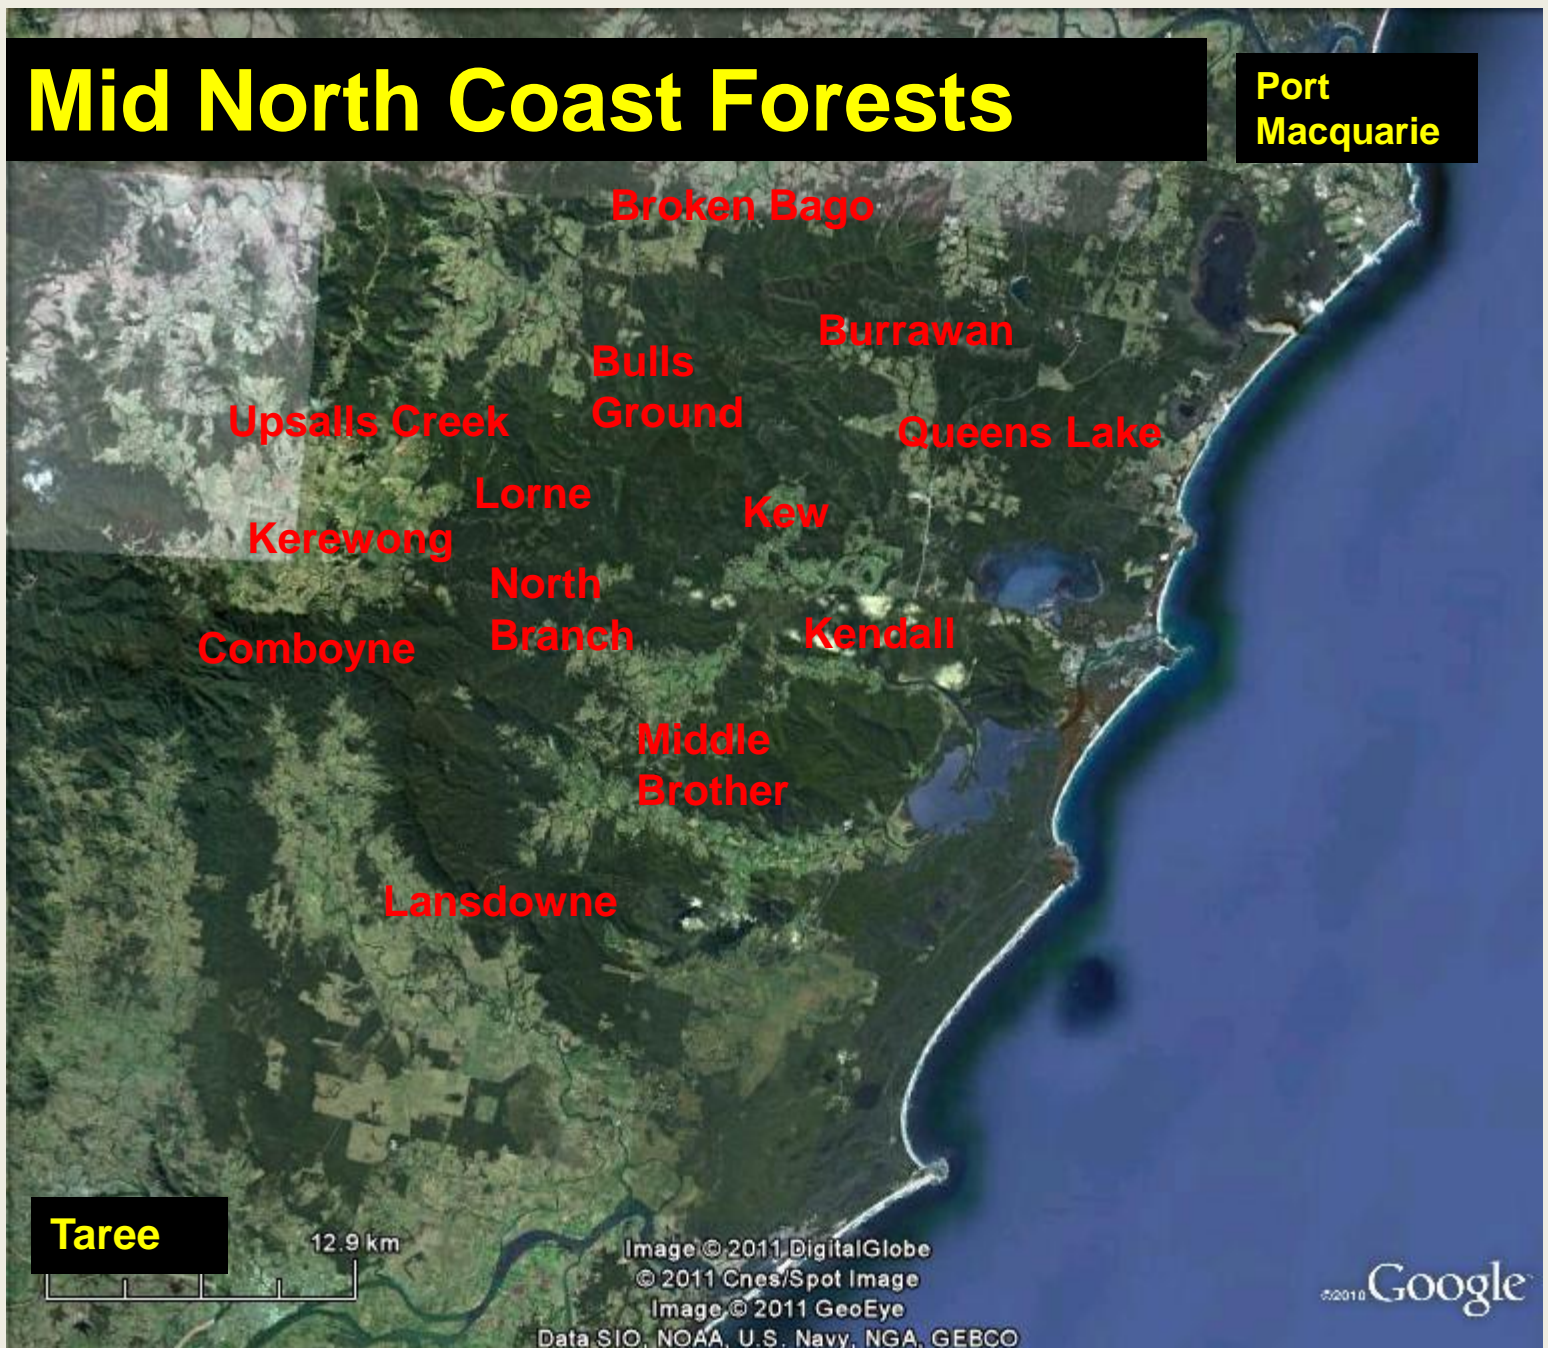 Mid North Coast Forests
Port
Macquarie
Broken Bago
Burrawan
Bulls
Ground
Upsalls Creek
Queens Lake
Lorne
Kew
Kerewong
North
Branch
Comboyne
Kendall
Middle
Brother
Lansdowne
Taree
12.9 km
Image © 2011 DigitalGlobe
© 2011 Cnes/Spot Image
Image © 2011 GeoEye
Data SIO, NOAA, U.S. Navy, NGA, GEBCO
©2010 Google